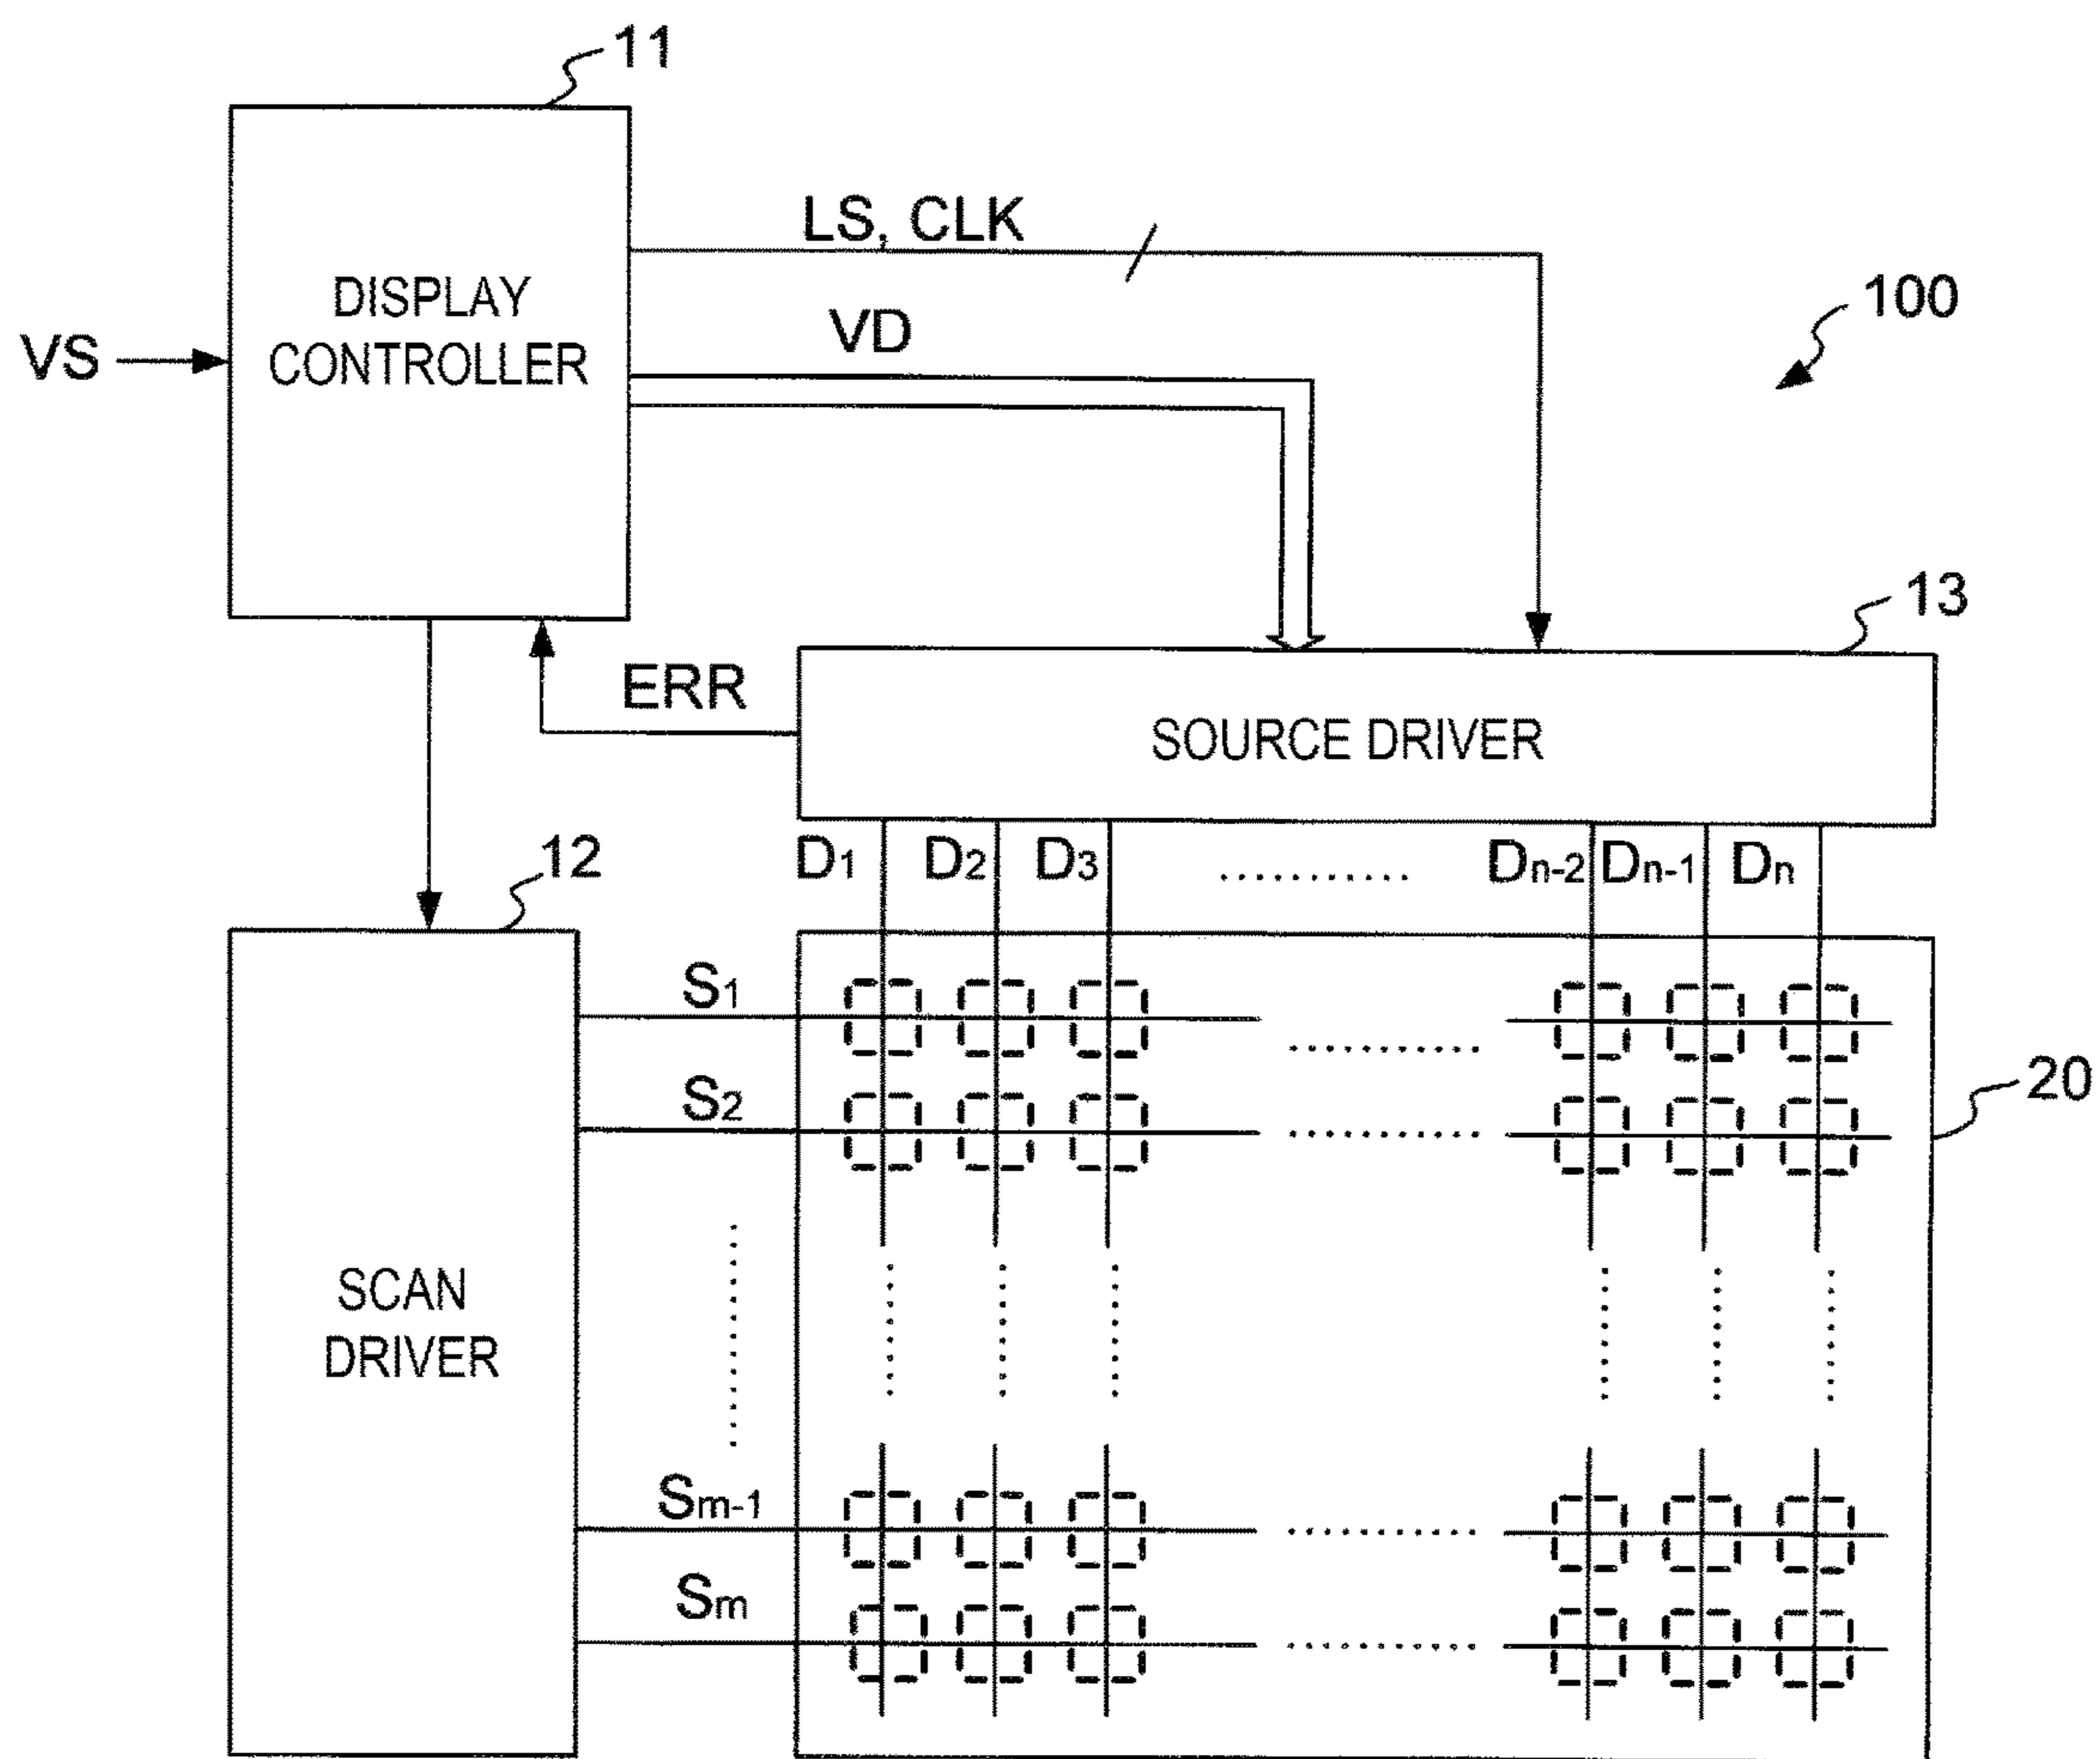 11
LS, CLK
100
DISPLAY
CONTROLLER
VD
VS
13
ERR
SOURCE DRIVER
12
D1 D2 D3 ........... Dn-2 Dn-1 Dn
S1
S2
20
SCAN
DRIVER
Sm-1
Sm